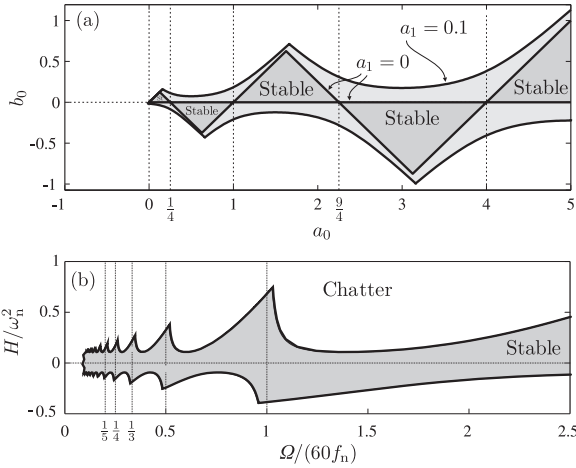 (a)
a₁ = 0.1
a₁ = 0
1
0.5
0
-0.5
-1
b₀
Stable
Stable
Stable
Stable
-1 0 1/4 1 2 9/4 3 4 5
a₀
(b)
1
0.5
0
-0.5
H/ωₙ²
Chatter
Stable
0 1/5 1/4 1/3 0.5 1 1.5 2 2.5
Ω/(60fₙ)